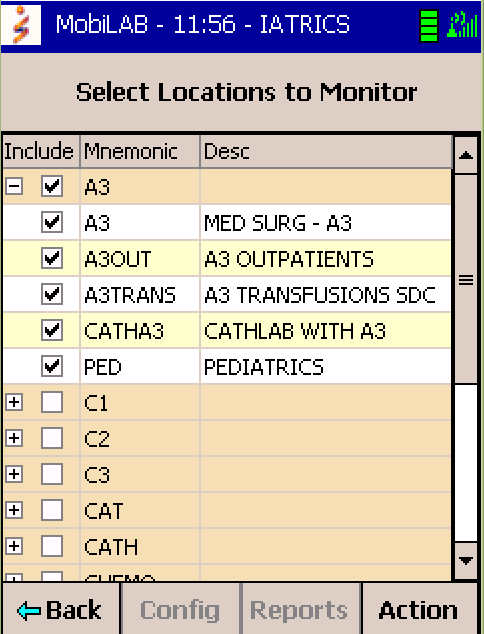 MobiLAB - 11:56 - IATRICS
Select Locations to Monitor
Include Mnemonic Desc
A3
A3 MED SURG - A3
A3OUT A3 OUTPATIENTS
A3TRANS A3 TRANSFUSIONS SDC
CATHA3 CATHLAB WITH A3
PED PEDIATRICS
C1
C2
C3
CAT
CATH
Back Config Reports Action